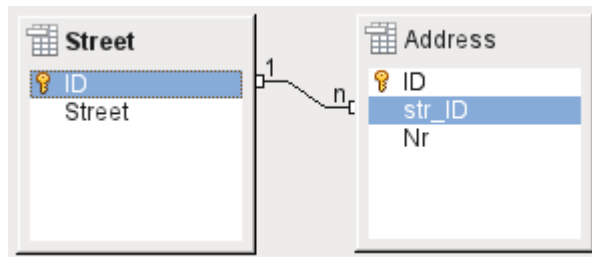 Street
ID
Street
1
n
Address
ID
str_ID
Nr